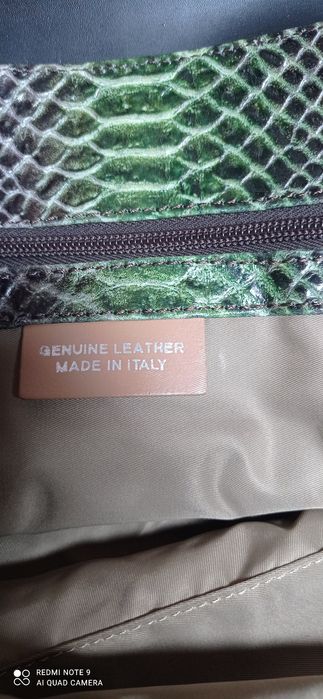 GENUINE LEATHER
MADE IN ITALY
REDMI NOTE 9
AI QUAD CAMERA